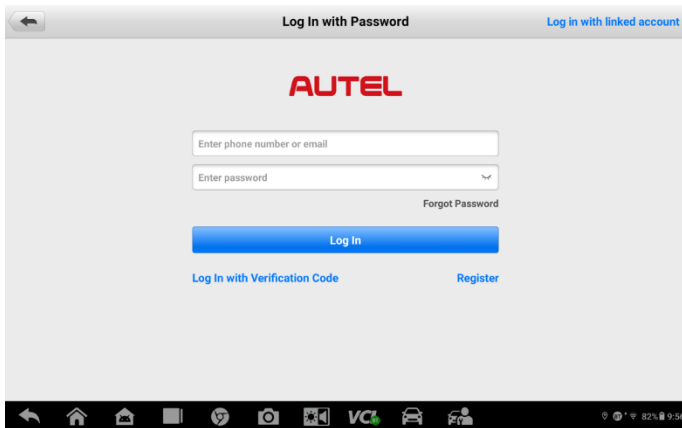 Log In with Password
Log in with linked account
AUTEL
Enter phone number or email
Enter password
Forgot Password
Log In
Log In with Verification Code
Register
VCI
82%